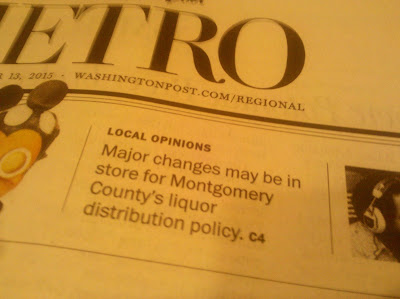 METRO
R 13, 2015 · WASHINGTONPOST.COM/REGIONAL
LOCAL OPINIONS
Major changes may be in
store for Montgomery
County's liquor
distribution policy. C4